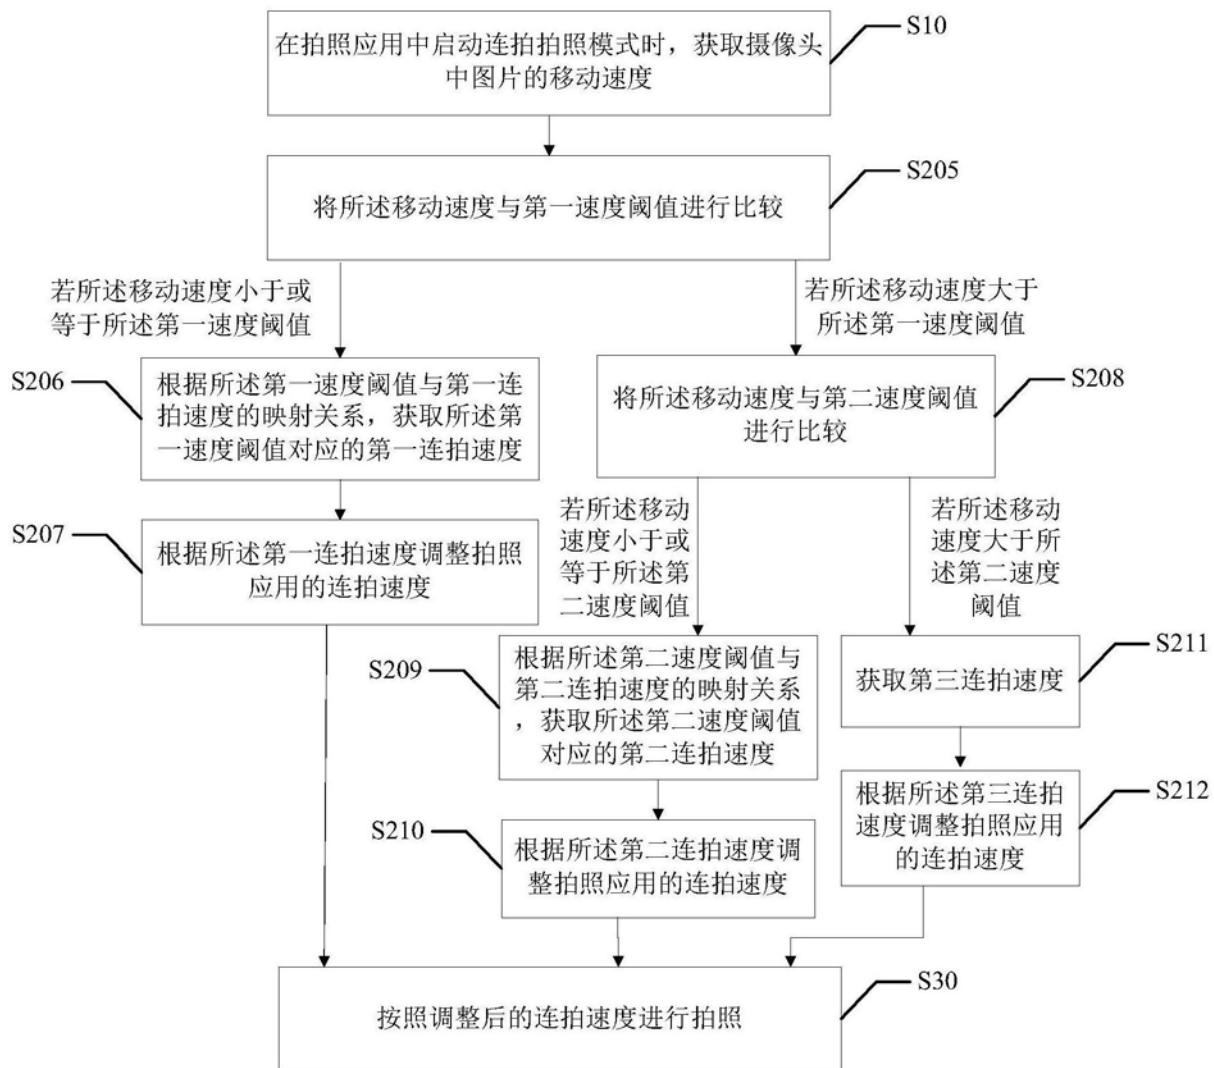 在拍照应用中启动连拍拍照模式时，获取摄像头
中图片的移动速度
S10
将所述移动速度与第一速度阈值进行比较
S205
若所述移动速度小于或
等于所述第一速度阈值
若所述移动速度大于
所述第一速度阈值
S206
根据所述第一速度阈值与第一连
拍速度的映射关系，获取所述第
一速度阈值对应的第一连拍速度
将所述移动速度与第二速度阈值
进行比较
S208
S207
根据所述第一连拍速度调整拍照
应用的连拍速度
若所述移动
速度小于或
等于所述第
二速度阈值
若所述移动
速度大于所
述第二速度
阈值
S209
根据所述第二速度阈值与
第二连拍速度的映射关系
，获取所述第二速度阈值
对应的第二连拍速度
获取第三连拍速度
S211
S210
根据所述第二连拍速度调
整拍照应用的连拍速度
根据所述第三连拍
速度调整拍照应用
的连拍速度
S212
按照调整后的连拍速度进行拍照
S30